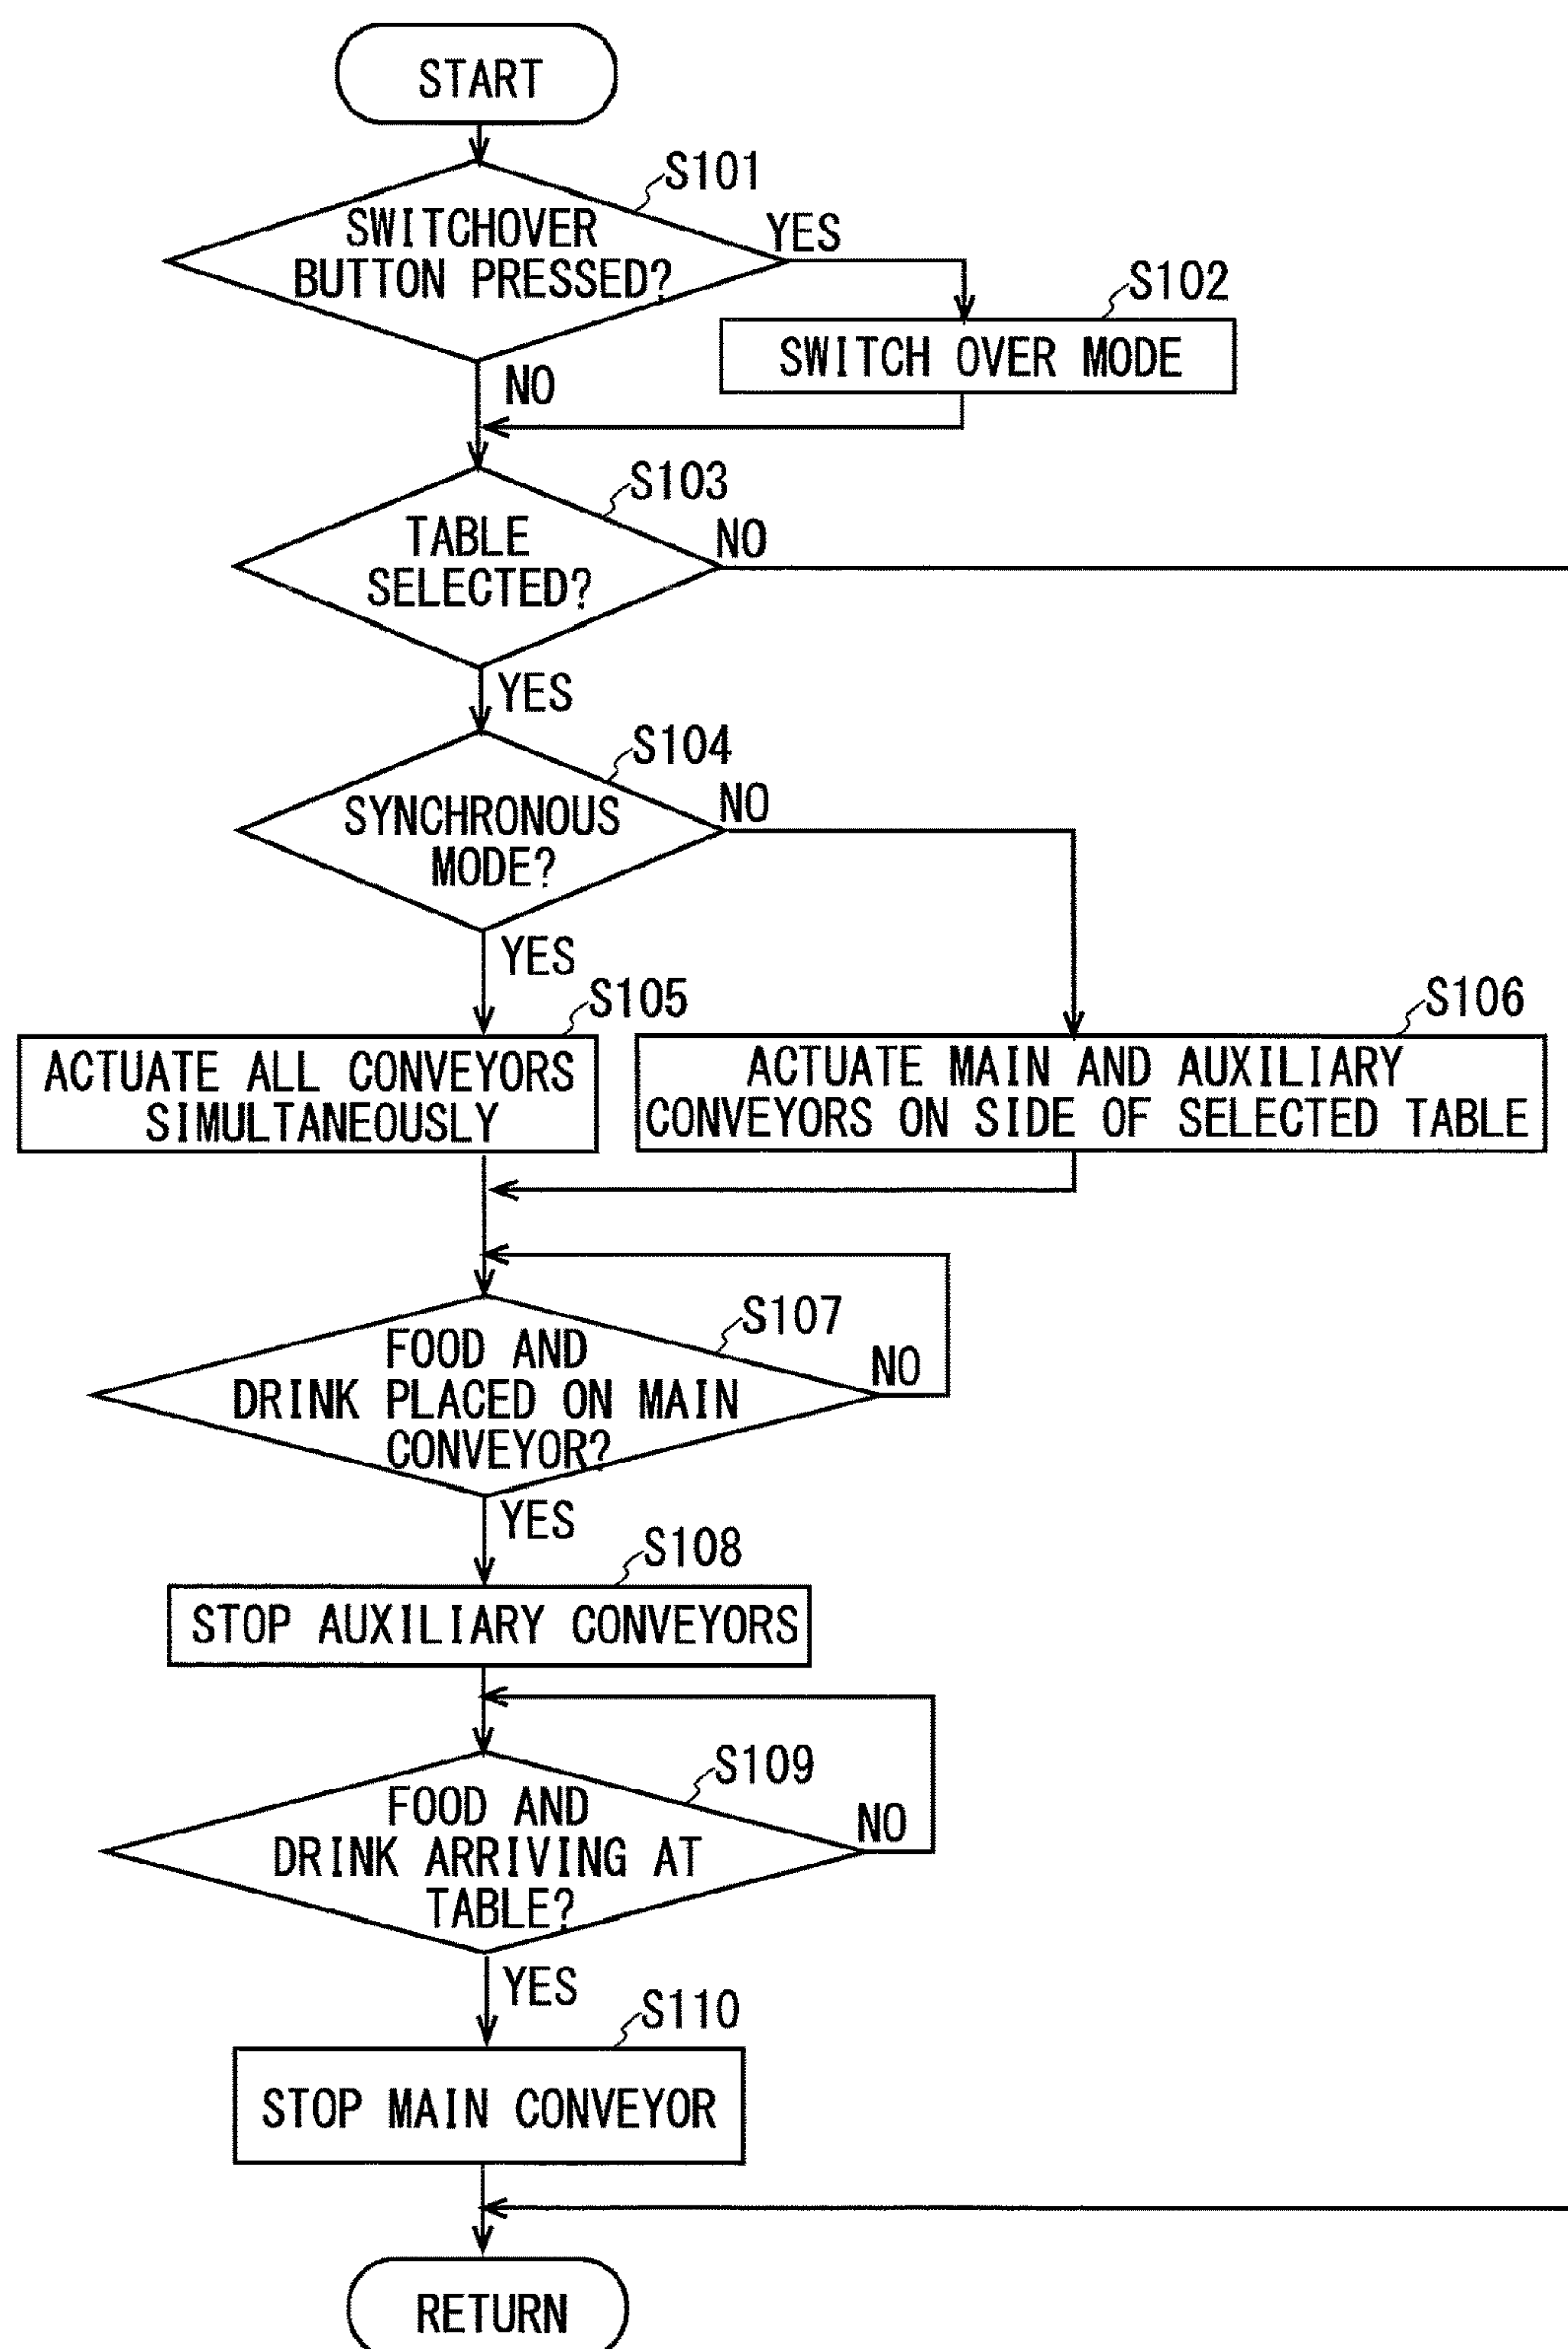 START
S101
SWITCHOVER
BUTTON PRESSED?
YES
S102
SWITCH OVER MODE
NO
S103
TABLE
SELECTED?
NO
YES
S104
SYNCHRONOUS
MODE?
NO
YES
S105
ACTUATE ALL CONVEYORS
SIMULTANEOUSLY
S106
ACTUATE MAIN AND AUXILIARY
CONVEYORS ON SIDE OF SELECTED TABLE
S107
FOOD AND
DRINK PLACED ON MAIN
CONVEYOR?
NO
YES
S108
STOP AUXILIARY CONVEYORS
S109
FOOD AND
DRINK ARRIVING AT
TABLE?
NO
YES
S110
STOP MAIN CONVEYOR
RETURN